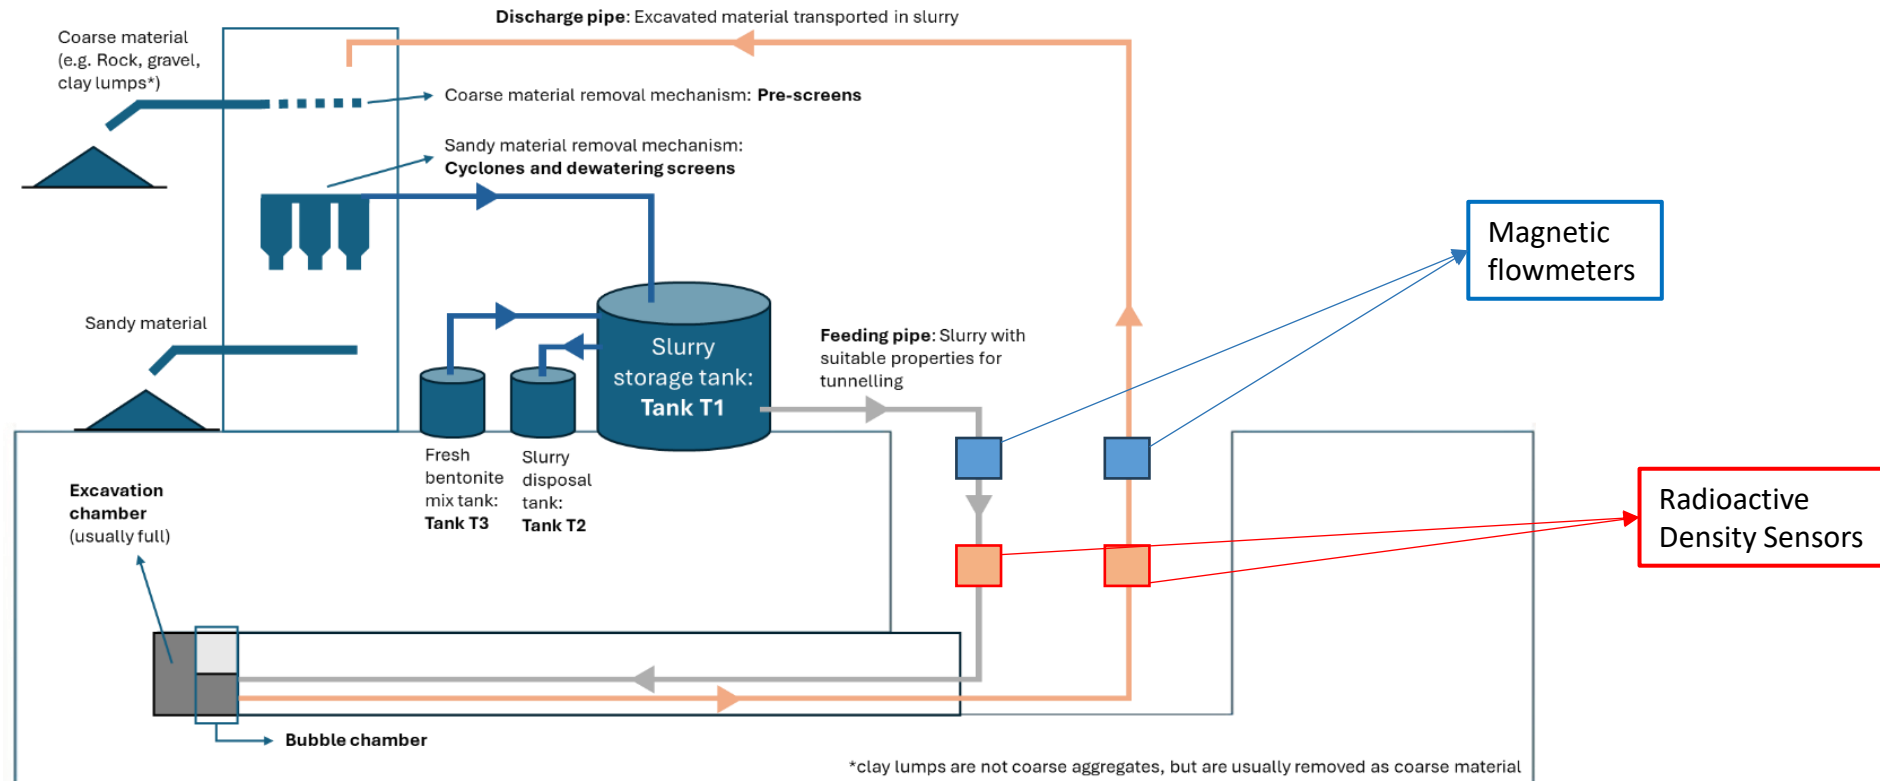 Discharge pipe: Excavated material transported in slurry
Coarse material
(e.g. Rock, gravel,
clay lumps*)
Coarse material removal mechanism: Pre-screens
Sandy material removal mechanism:
Cyclones and dewatering screens
Magnetic
flowmeters
Sandy material
Slurry
storage tank:
Tank T1
Feeding pipe: Slurry with
suitable properties for
tunnelling
Fresh
bentonite
mix tank:
Tank T3
Slurry
disposal
tank:
Tank T2
Excavation
chamber
(usually full)
Radioactive
Density Sensors
Bubble chamber
*clay lumps are not coarse aggregates, but are usually removed as coarse material